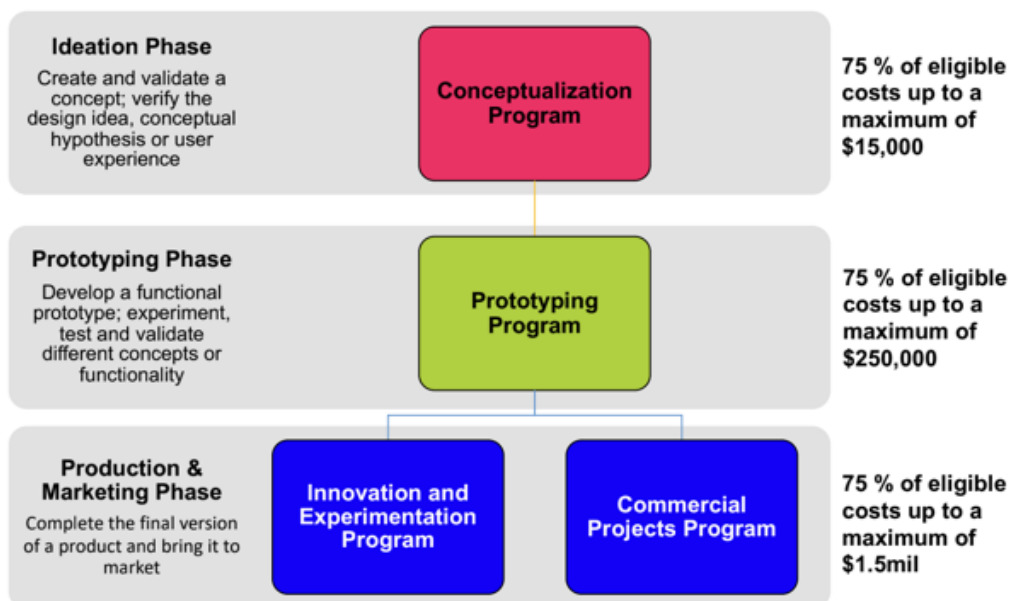 Ideation Phase
Create and validate a
concept; verify the
design idea, conceptual
hypothesis or user
experience
Conceptualization
Program
75 % of eligible
costs up to a
maximum of
$15,000
Prototyping Phase
Develop a functional
prototype; experiment,
test and validate
different concepts or
functionality
Prototyping
Program
75 % of eligible
costs up to a
maximum of
$250,000
Production &
Marketing Phase
Complete the final version
of a product and bring it to
market
Innovation and
Experimentation
Program
Commercial
Projects Program
75 % of eligible
costs up to a
maximum of
$1.5mil